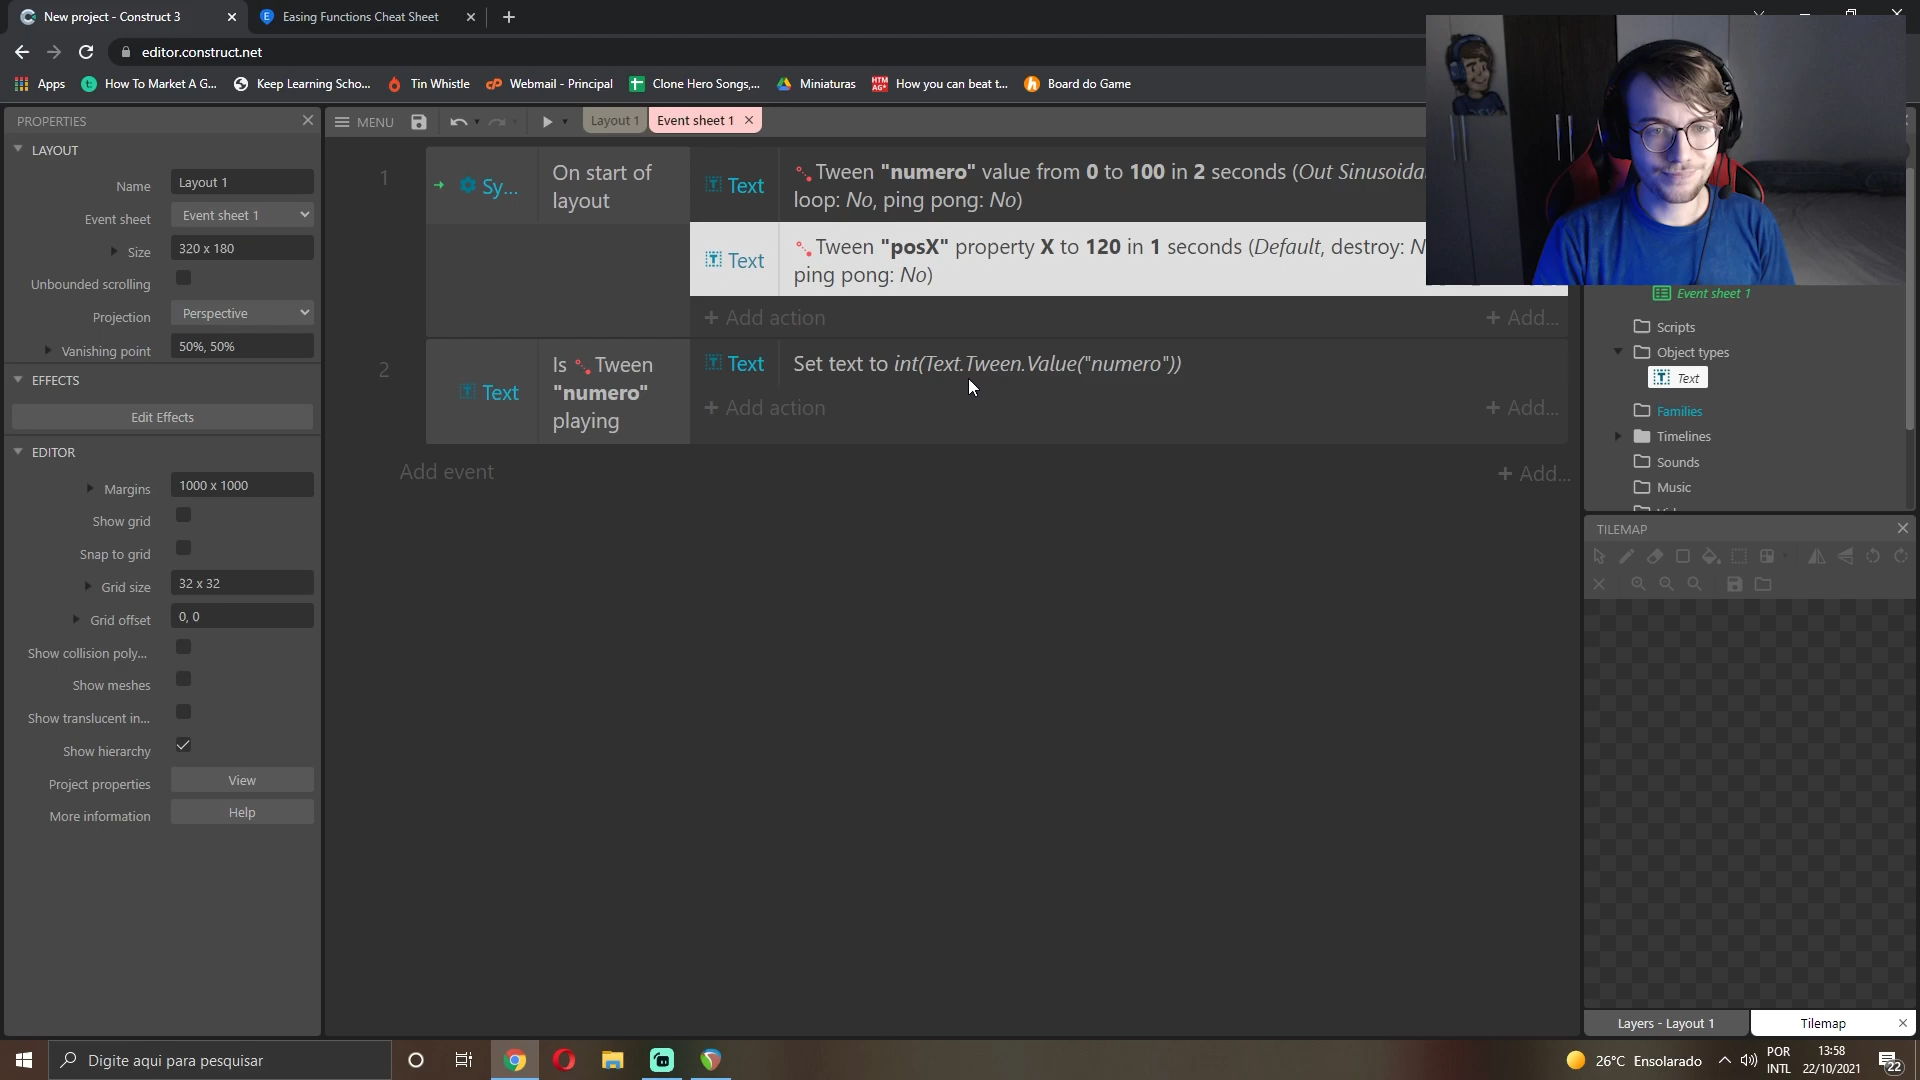 New project - Construct 3
Easing Functions Cheat Sheet
editor.construct.net
Apps
How To Market A G...
Keep Learning Scho...
Tin Whistle
Webmail - Principal
Clone Hero Songs,...
Miniaturas
How you can beat t...
Board do Game
PROPERTIES
LAYOUT
Name
Layout 1
Event sheet
Event sheet 1
Size
320 x 180
Unbounded scrolling
Projection
Perspective
Vanishing point
50%, 50%
EFFECTS
Edit Effects
EDITOR
Margins
1000 x 1000
Show grid
Snap to grid
Grid size
32 x 32
Grid offset
0, 0
Show collision poly...
Show meshes
Show translucent in...
Show hierarchy
Project properties
View
More information
Help
MENU
Layout 1
Event sheet 1
1
Sy...
On start of
layout
Text
Tween "numero" value from 0 to 100 in 2 seconds (Out Sinusoida
loop: No, ping pong: No)
Text
Tween "posX" property X to 120 in 1 seconds (Default, destroy: N
ping pong: No)
+ Add action
+ Add...
2
Text
Is Tween
"numero"
playing
Text
Set text to int(Text.Tween.Value("numero"))
+ Add action
+ Add...
Add event
+ Add...
Event sheet 1
Scripts
Object types
Text
Families
Timelines
Sounds
Music
TILEMAP
Layers - Layout 1
Tilemap
Digite aqui para pesquisar
26°C Ensolarado
POR
INTL
13:58
22/10/2021
22